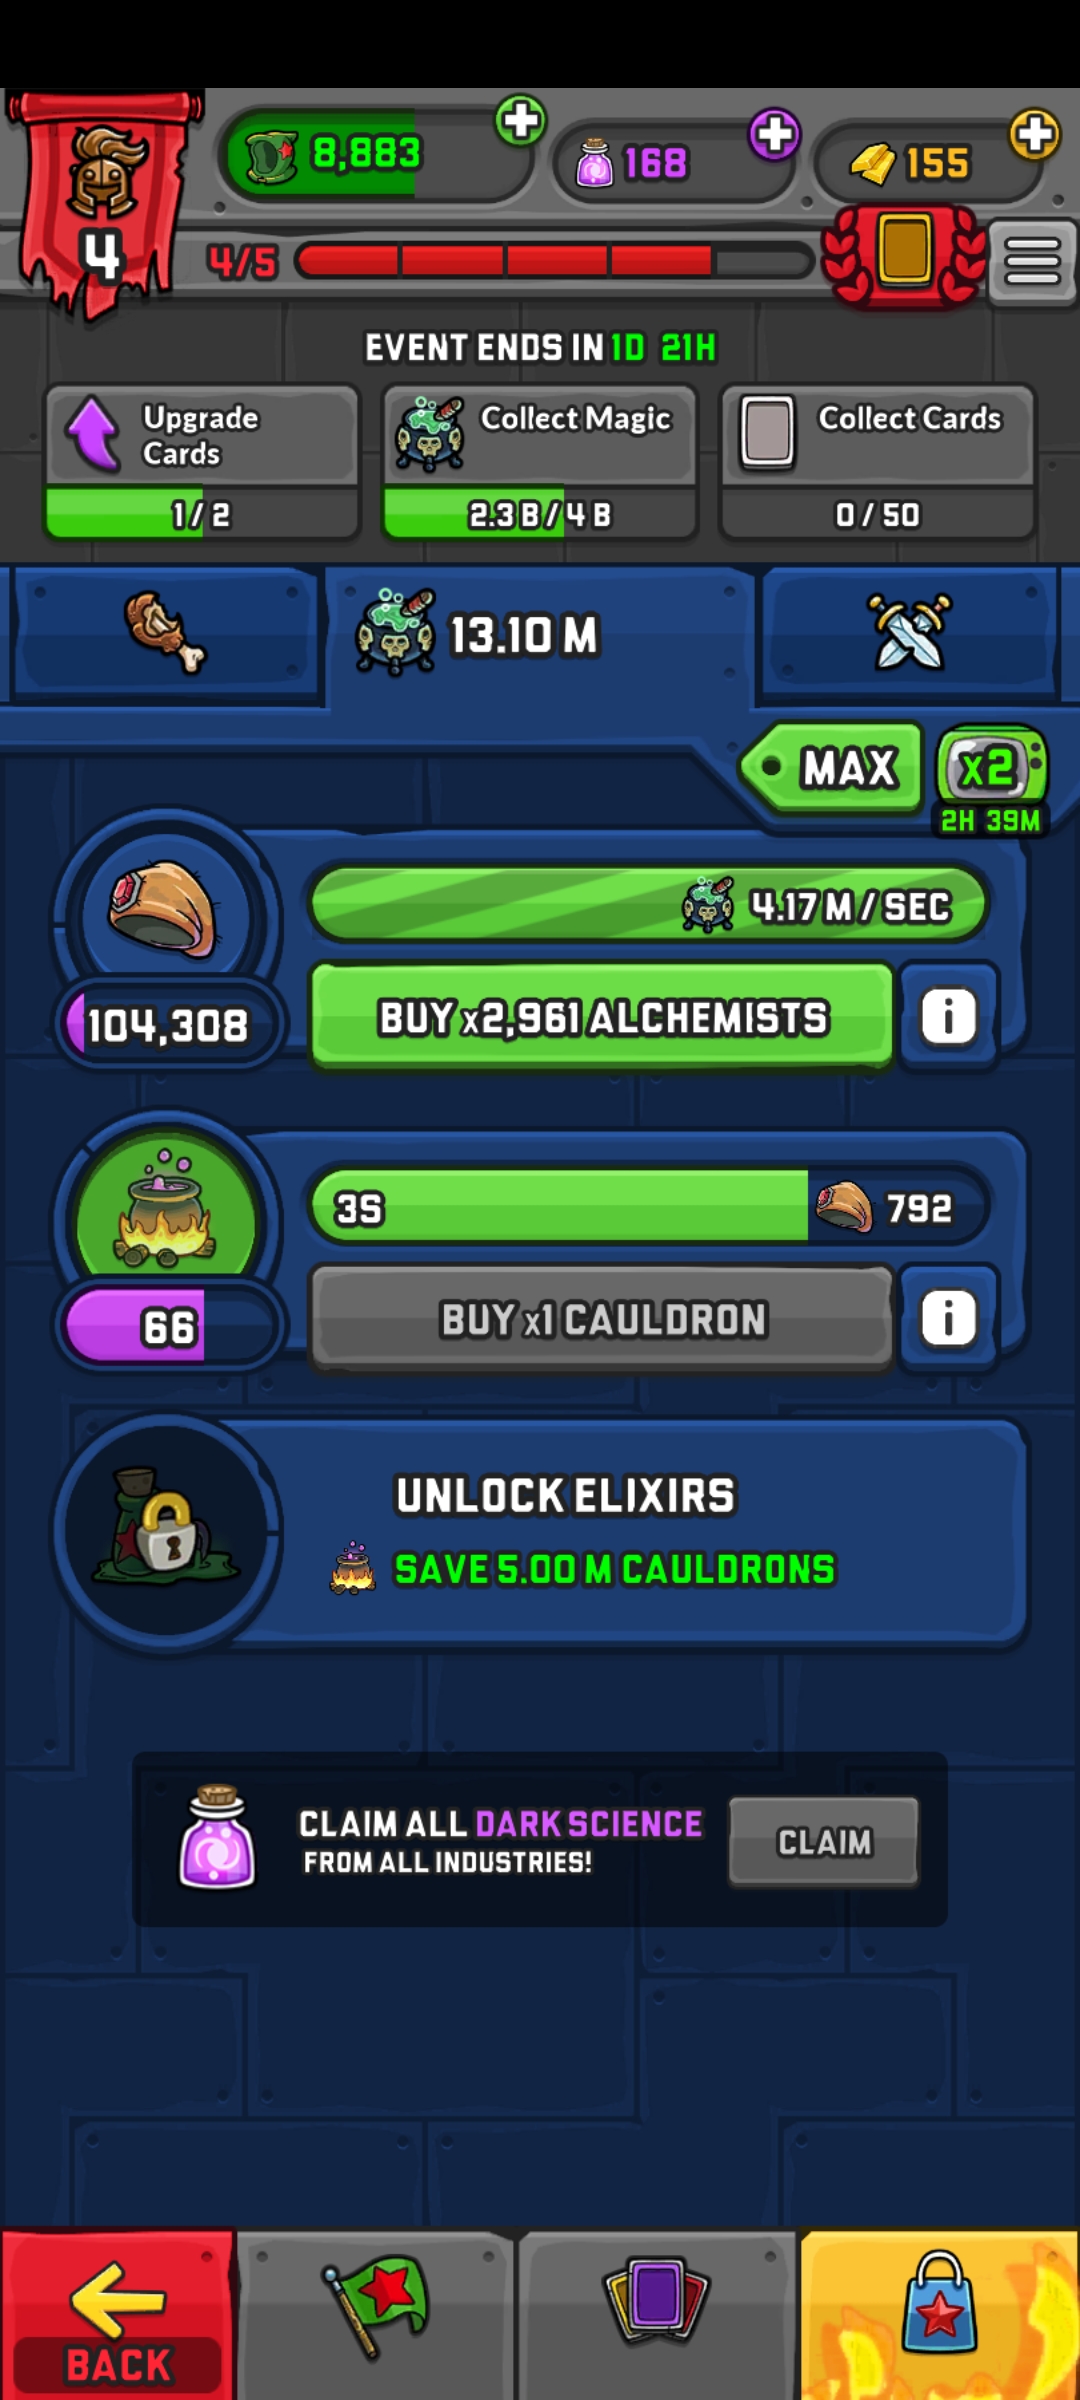 8,883
168
155
4
4/5
EVENT ENDS IN 1D 21H
Upgrade
Cards
1/2
Collect Magic
2.3 B / 4 B
Collect Cards
0 / 50
13.10 M
MAX
x2
2H 39M
4.17 M / SEC
104,308
BUY x2,961 ALCHEMISTS
i
3S
792
66
BUY x1 CAULDRON
i
UNLOCK ELIXIRS
SAVE 5.00 M CAULDRONS
CLAIM ALL DARK SCIENCE
FROM ALL INDUSTRIES!
CLAIM
BACK